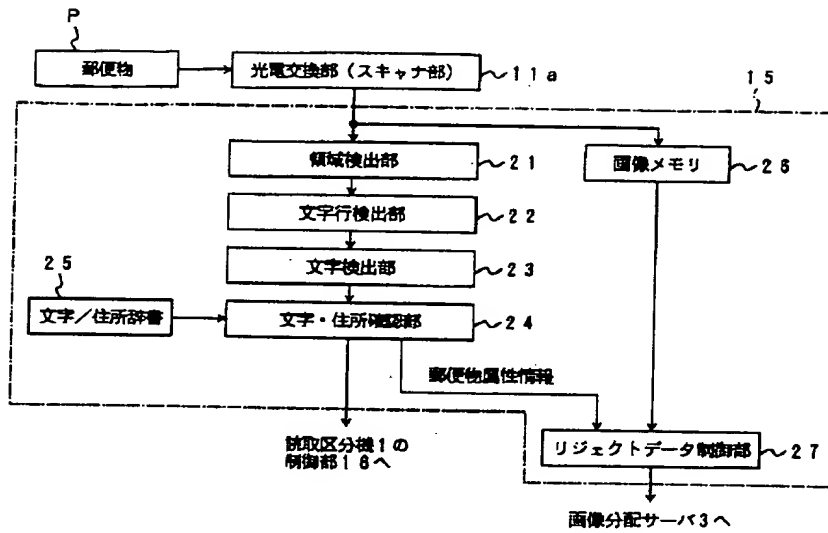 P
郵便物
光電交換部(スキャナ部)
11a
15
領域検出部
21
画像メモリ
26
文字行検出部
22
25
文字検出部
23
文字/住所辞書
文字・住所確認部
24
郵便物属性情報
読取区分機1の
制御部16へ
リジェクトデータ制御部
27
画像分配サーバ3へ